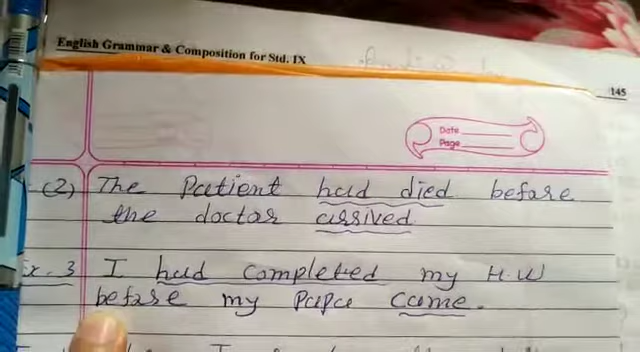 English Grammar & Composition for Std. IX
145
Date
Page
(2) The Patient had died before
the doctor arrived
Ex. 3 I had completed my H.W
before my Papa came.